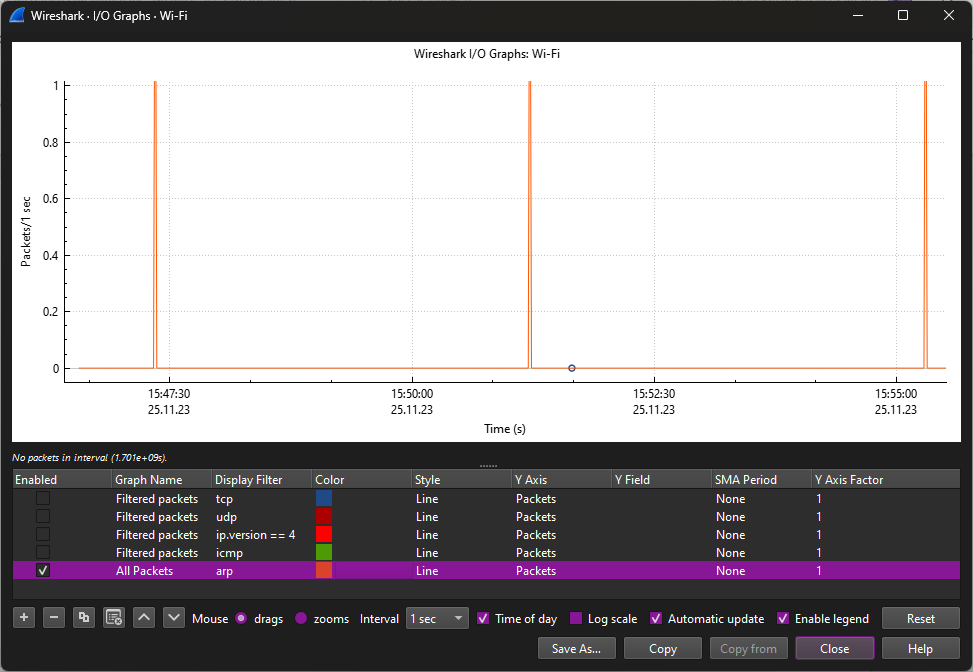 Wireshark · I/O Graphs · Wi-Fi
Wireshark I/O Graphs: Wi-Fi
1
0.8
0.6
0.4
0.2
0
Packets/1 sec
15:47:30 15:50:00 15:52:30 15:55:00
25.11.23 25.11.23 25.11.23 25.11.23
Time (s)
No packets in interval (1.701e+09s).
Enabled Graph Name Display Filter Color Style Y Axis Y Field SMA Period Y Axis Factor
Filtered packets tcp Line Packets None 1
Filtered packets udp Line Packets None 1
Filtered packets ip.version == 4 Line Packets None 1
Filtered packets icmp Line Packets None 1
All Packets arp Line Packets None 1
Mouse drags zooms Interval 1 sec Time of day Log scale Automatic update Enable legend Reset
Save As... Copy Copy from Close Help